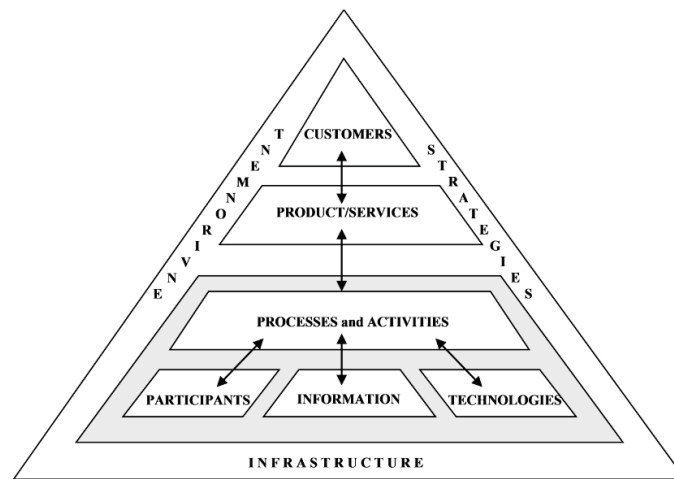 CUSTOMERS
ENVIRONMENT
STRATEGIES
PRODUCT/SERVICES
PROCESSES and ACTIVITIES
PARTICIPANTS
INFORMATION
TECHNOLOGIES
INFRASTRUCTURE